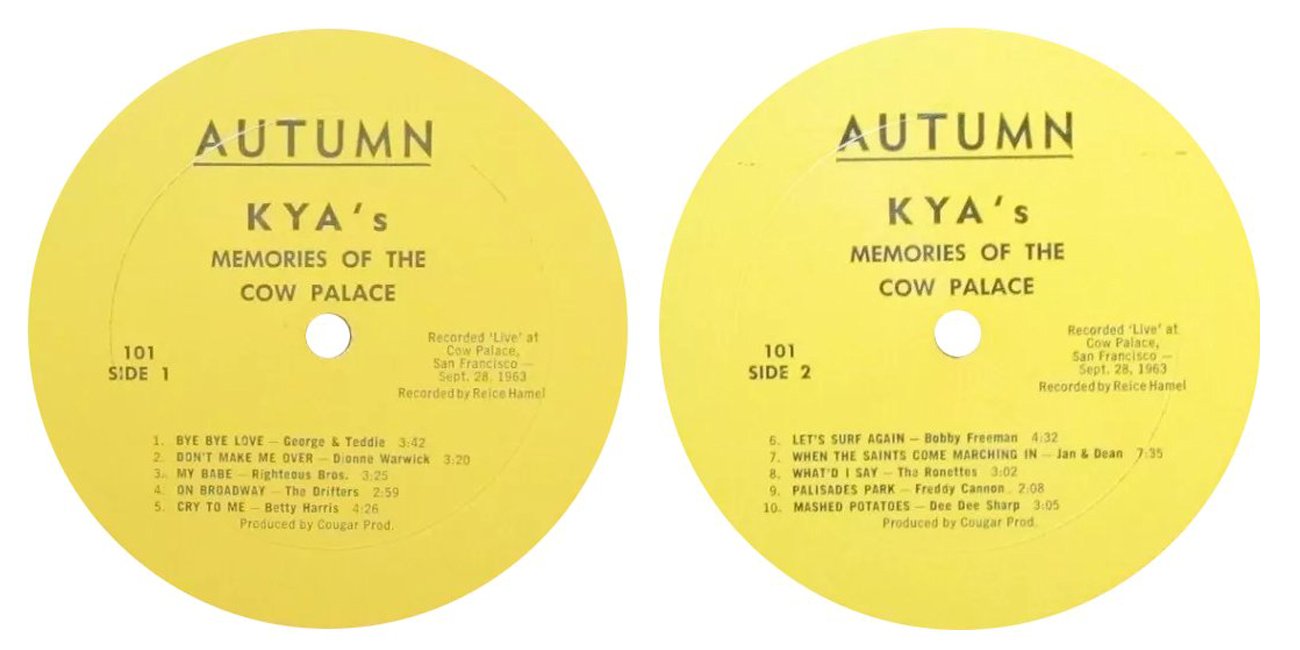 AUTUMN
KYA's
MEMORIES OF THE
COW PALACE
101
SIDE 1
Recorded 'Live' at
Cow Palace,
San Francisco —
Sept. 28, 1963
Recorded by Reice Hamel
1. BYE BYE LOVE — George & Teddie 3:42
2. DON'T MAKE ME OVER — Dionne Warwick 3:20
3. MY BABE — Righteous Bros. 3:25
4. ON BROADWAY — The Drifters 2:59
5. CRY TO ME — Betty Harris 4:26
Produced by Cougar Prod.
AUTUMN
KYA's
MEMORIES OF THE
COW PALACE
101
SIDE 2
Recorded 'Live' at
Cow Palace,
San Francisco —
Sept. 28, 1963
Recorded by Reice Hamel
6. LET'S SURF AGAIN — Bobby Freeman 4:32
7. WHEN THE SAINTS COME MARCHING IN — Jan & Dean 7:35
8. WHAT'D I SAY — The Ronettes 3:02
9. PALISADES PARK — Freddy Cannon 2:08
10. MASHED POTATOES — Dee Dee Sharp 3:05
Produced by Cougar Prod.